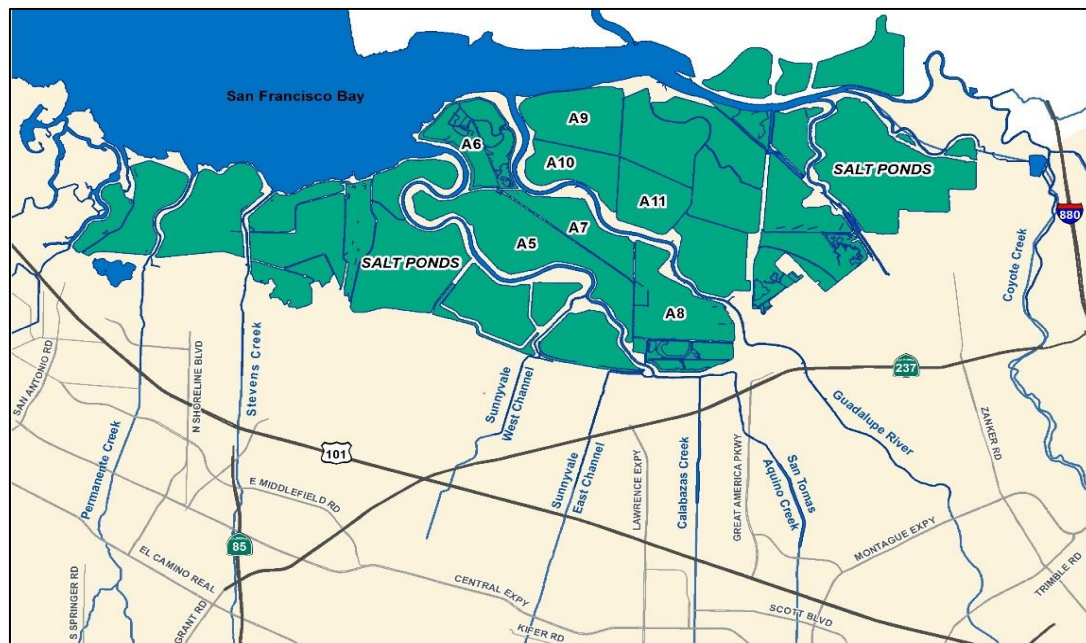 San Francisco Bay
A9
A6
A10
SALT PONDS
A11
880
A7
A5
SALT PONDS
Coyote Creek
A8
237
SAN ANTONIO RD
N SHORELINE BLVD
Stevens Creek
Sunnyvale
West Channel
Guadalupe River
ZANKER RD
101
Permanente Creek
E MIDDLEFIELD RD
Sunnyvale
East Channel
LAWRENCE EXPY
Calabazas Creek
GREAT AMERICA PKWY
San Tomas
Aquino Creek
85
MONTAGUE EXPY
EL CAMINO REAL
TRIMBLE RD
CENTRAL EXPY
S SPRINGER RD
GRANT RD
SCOTT BLVD
KIFER RD